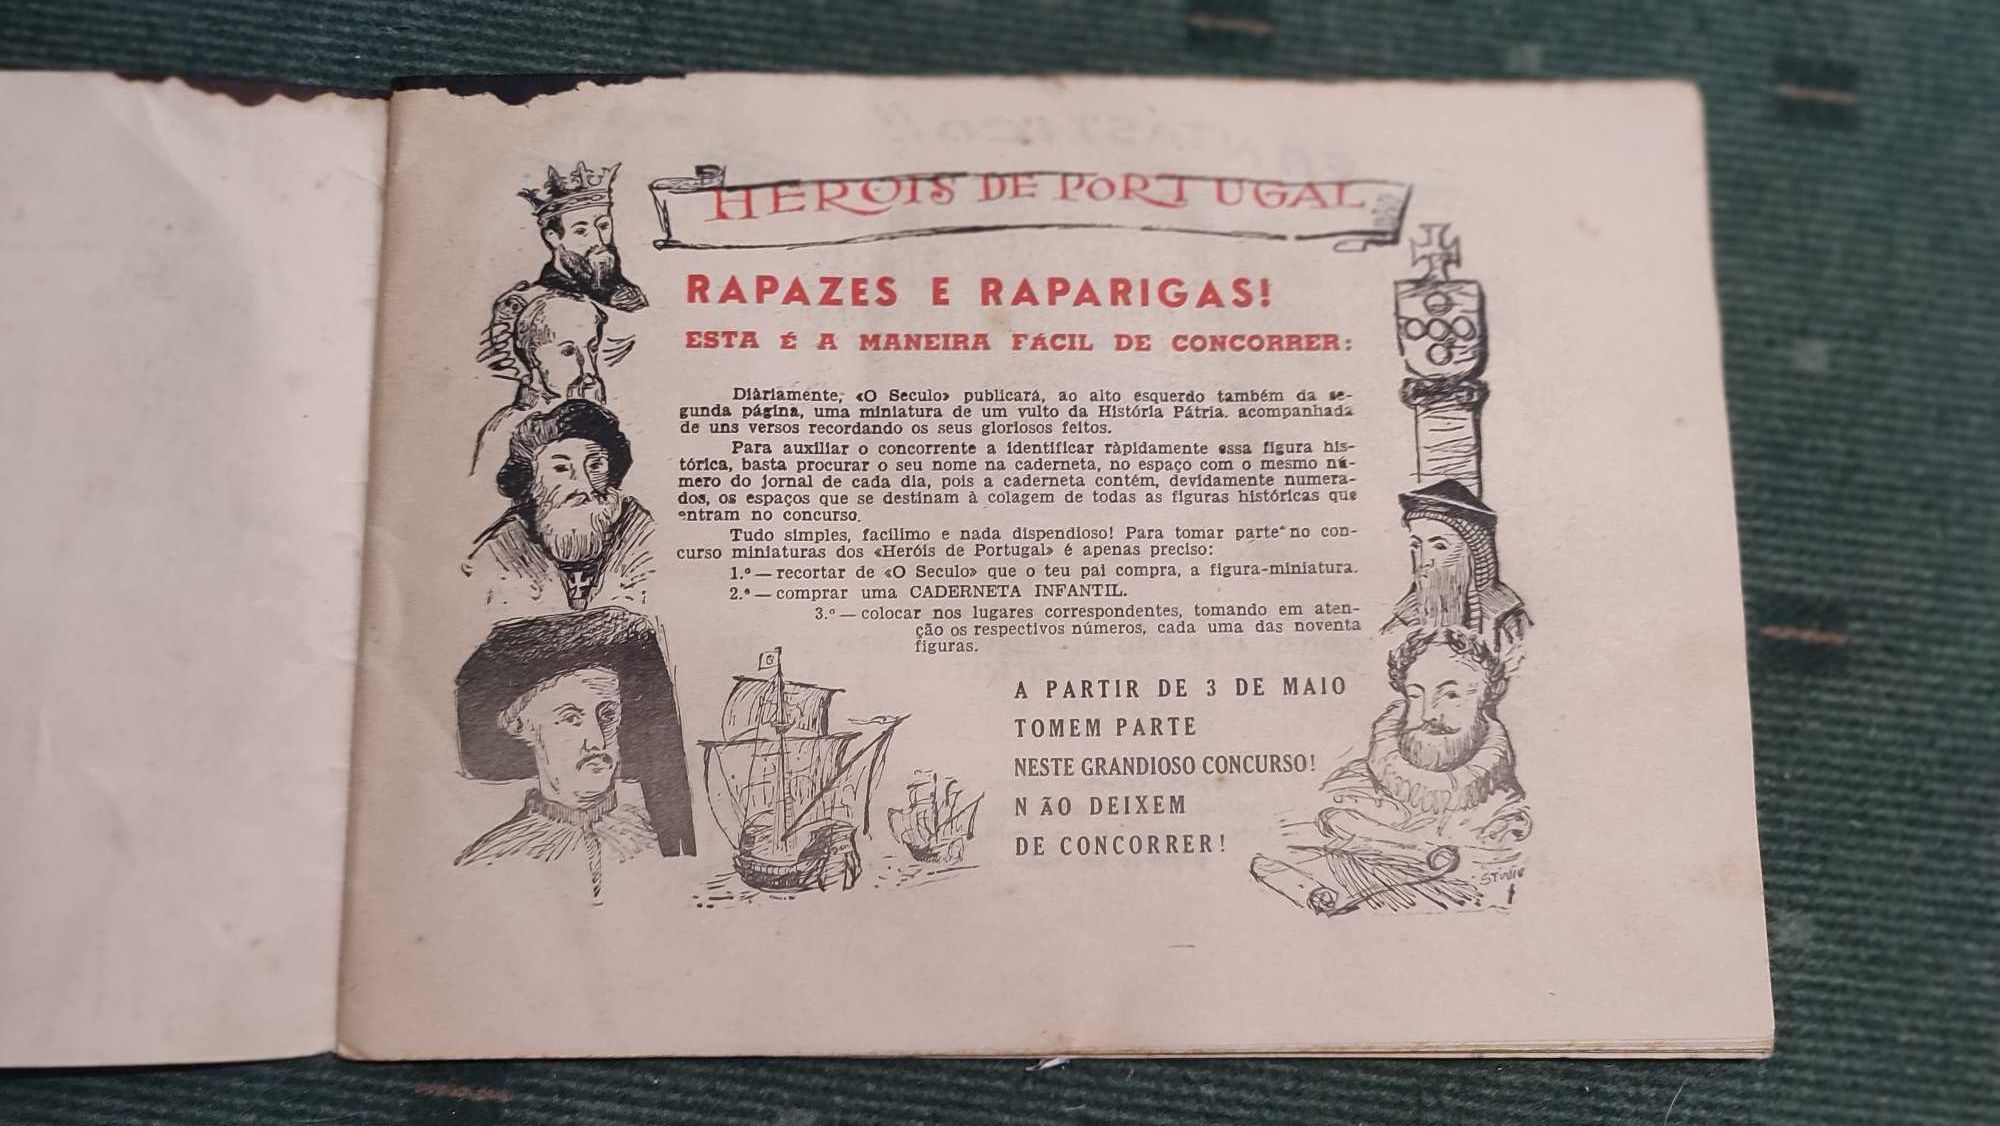 HEROIS DE PORTUGAL
RAPAZES E RAPARIGAS!
ESTA É A MANEIRA FÁCIL DE CONCORRER:
Diàriamente, «O Seculo» publicará, ao alto esquerdo também da se-
gunda página, uma miniatura de um vulto da História Pátria. acompanhada
de uns versos recordando os seus gloriosos feitos.
Para auxiliar o concorrente a identificar ràpidamente essa figura his-
tórica, basta procurar o seu nome na caderneta, no espaço com o mesmo nú-
mero do jornal de cada dia, pois a caderneta contém, devidamente numera-
dos, os espaços que se destinam à colagem de todas as figuras históricas que
entram no concurso.
Tudo simples, facílimo e nada dispendioso! Para tomar parte no con-
curso miniaturas dos «Heróis de Portugal» é apenas preciso:
1.º — recortar de «O Seculo» que o teu pai compra, a figura-miniatura.
2.º — comprar uma CADERNETA INFANTIL.
3.º — colocar nos lugares correspondentes, tomando em aten-
ção os respectivos números, cada uma das noventa
figuras.
A PARTIR DE 3 DE MAIO
TOMEM PARTE
NESTE GRANDIOSO CONCURSO!
NÃO DEIXEM
DE CONCORRER!